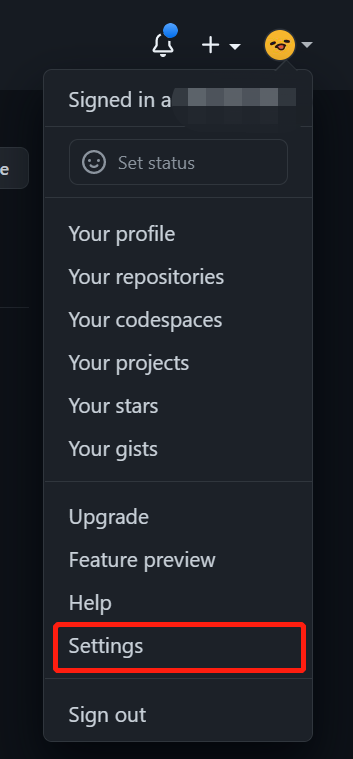 Signed in a
e
Set status
Your profile
Your repositories
Your codespaces
Your projects
Your stars
Your gists
Upgrade
Feature preview
Help
Settings
Sign out